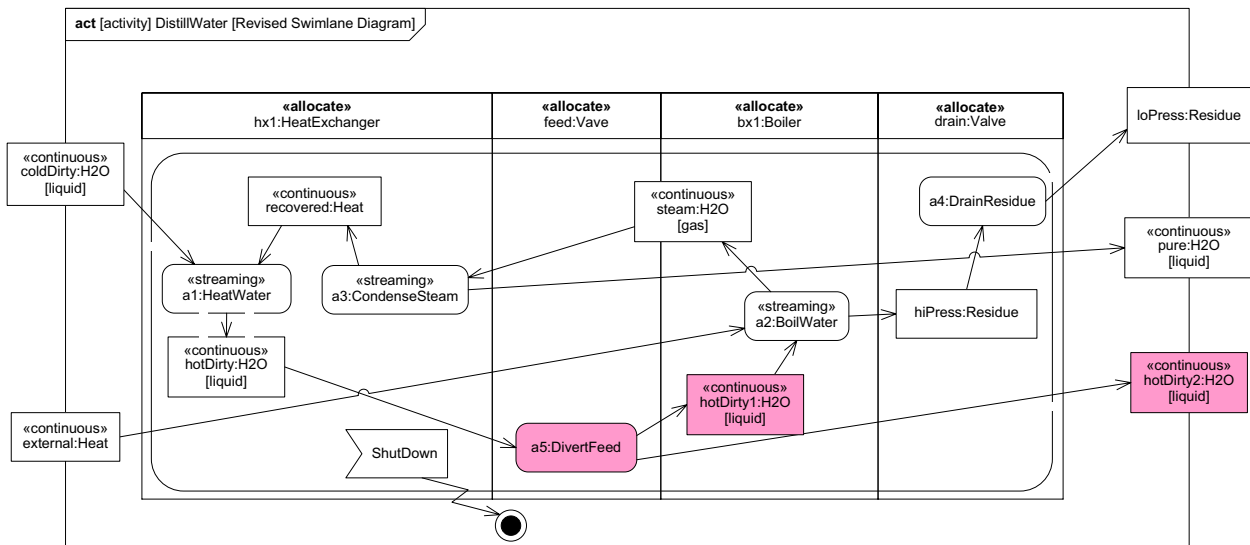 act [activity] DistillWater [Revised Swimlane Diagram]
«allocate»
hx1:HeatExchanger
«allocate»
feed:Vave
«allocate»
bx1:Boiler
«allocate»
drain:Valve
loPress:Residue
«continuous»
coldDirty:H2O
[liquid]
«continuous»
recovered:Heat
«continuous»
steam:H2O
[gas]
a4:DrainResidue
«continuous»
pure:H2O
[liquid]
«streaming»
a1:HeatWater
«streaming»
a3:CondenseSteam
«streaming»
a2:BoilWater
hiPress:Residue
«continuous»
hotDirty:H2O
[liquid]
«continuous»
hotDirty1:H2O
[liquid]
«continuous»
hotDirty2:H2O
[liquid]
«continuous»
external:Heat
ShutDown
a5:DivertFeed